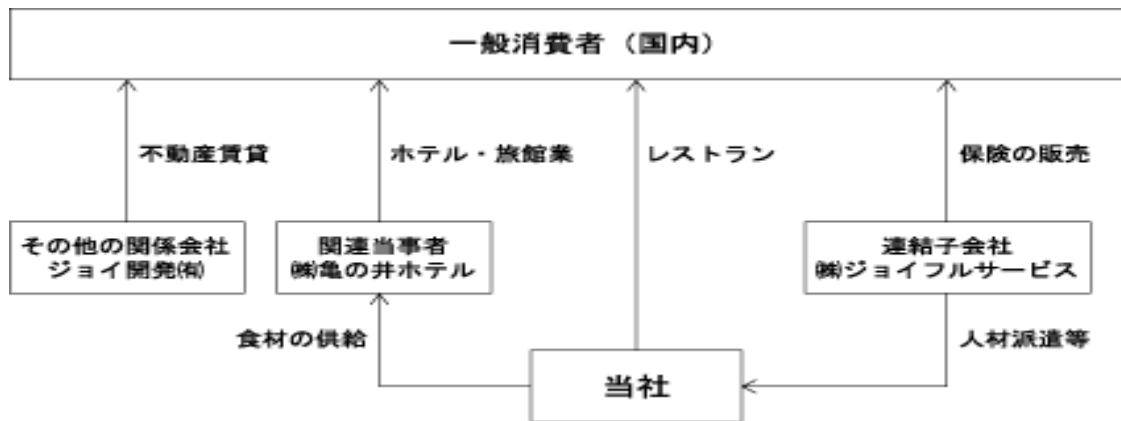 一般消費者（国内）
不動産賃貸
ホテル・旅館業
レストラン
保険の販売
その他の関係会社
ジョイ開発㈲
関連当事者
㈱亀の井ホテル
連結子会社
㈱ジョイフルサービス
食材の供給
人材派遣等
当社